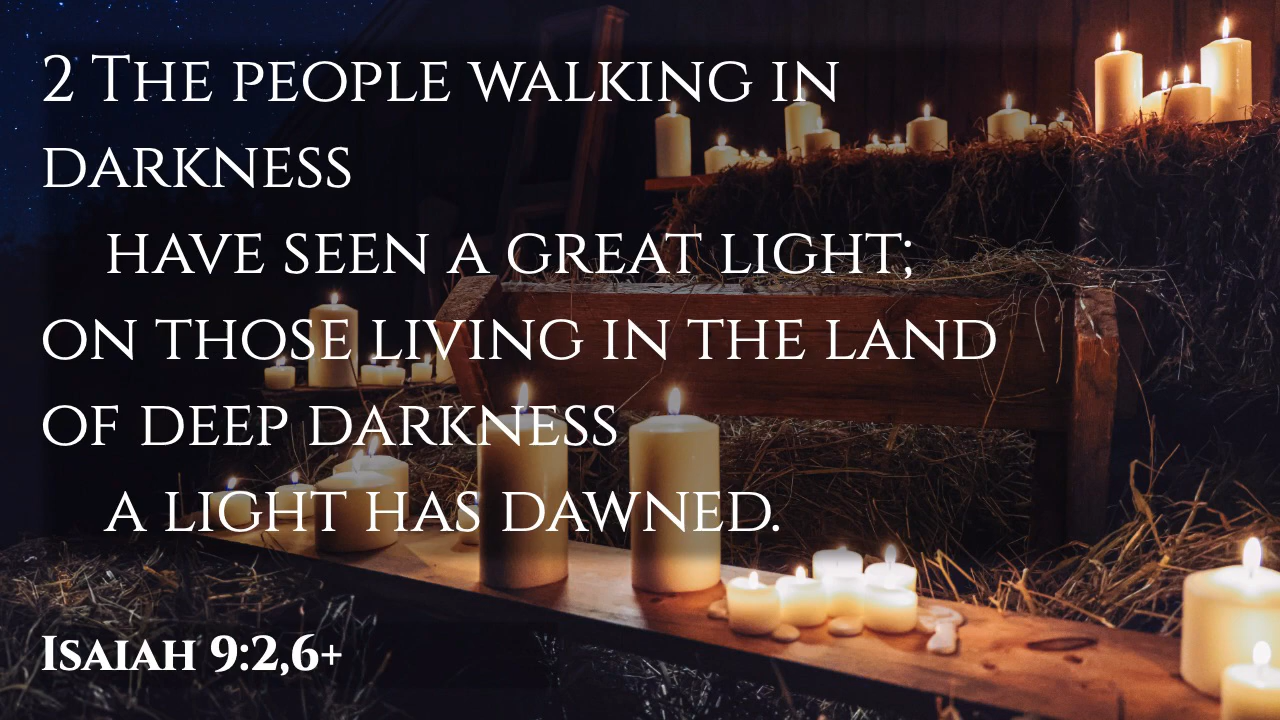 2 The people walking in
darkness
have seen a great light;
on those living in the land
of deep darkness
a light has dawned.
Isaiah 9:2,6+